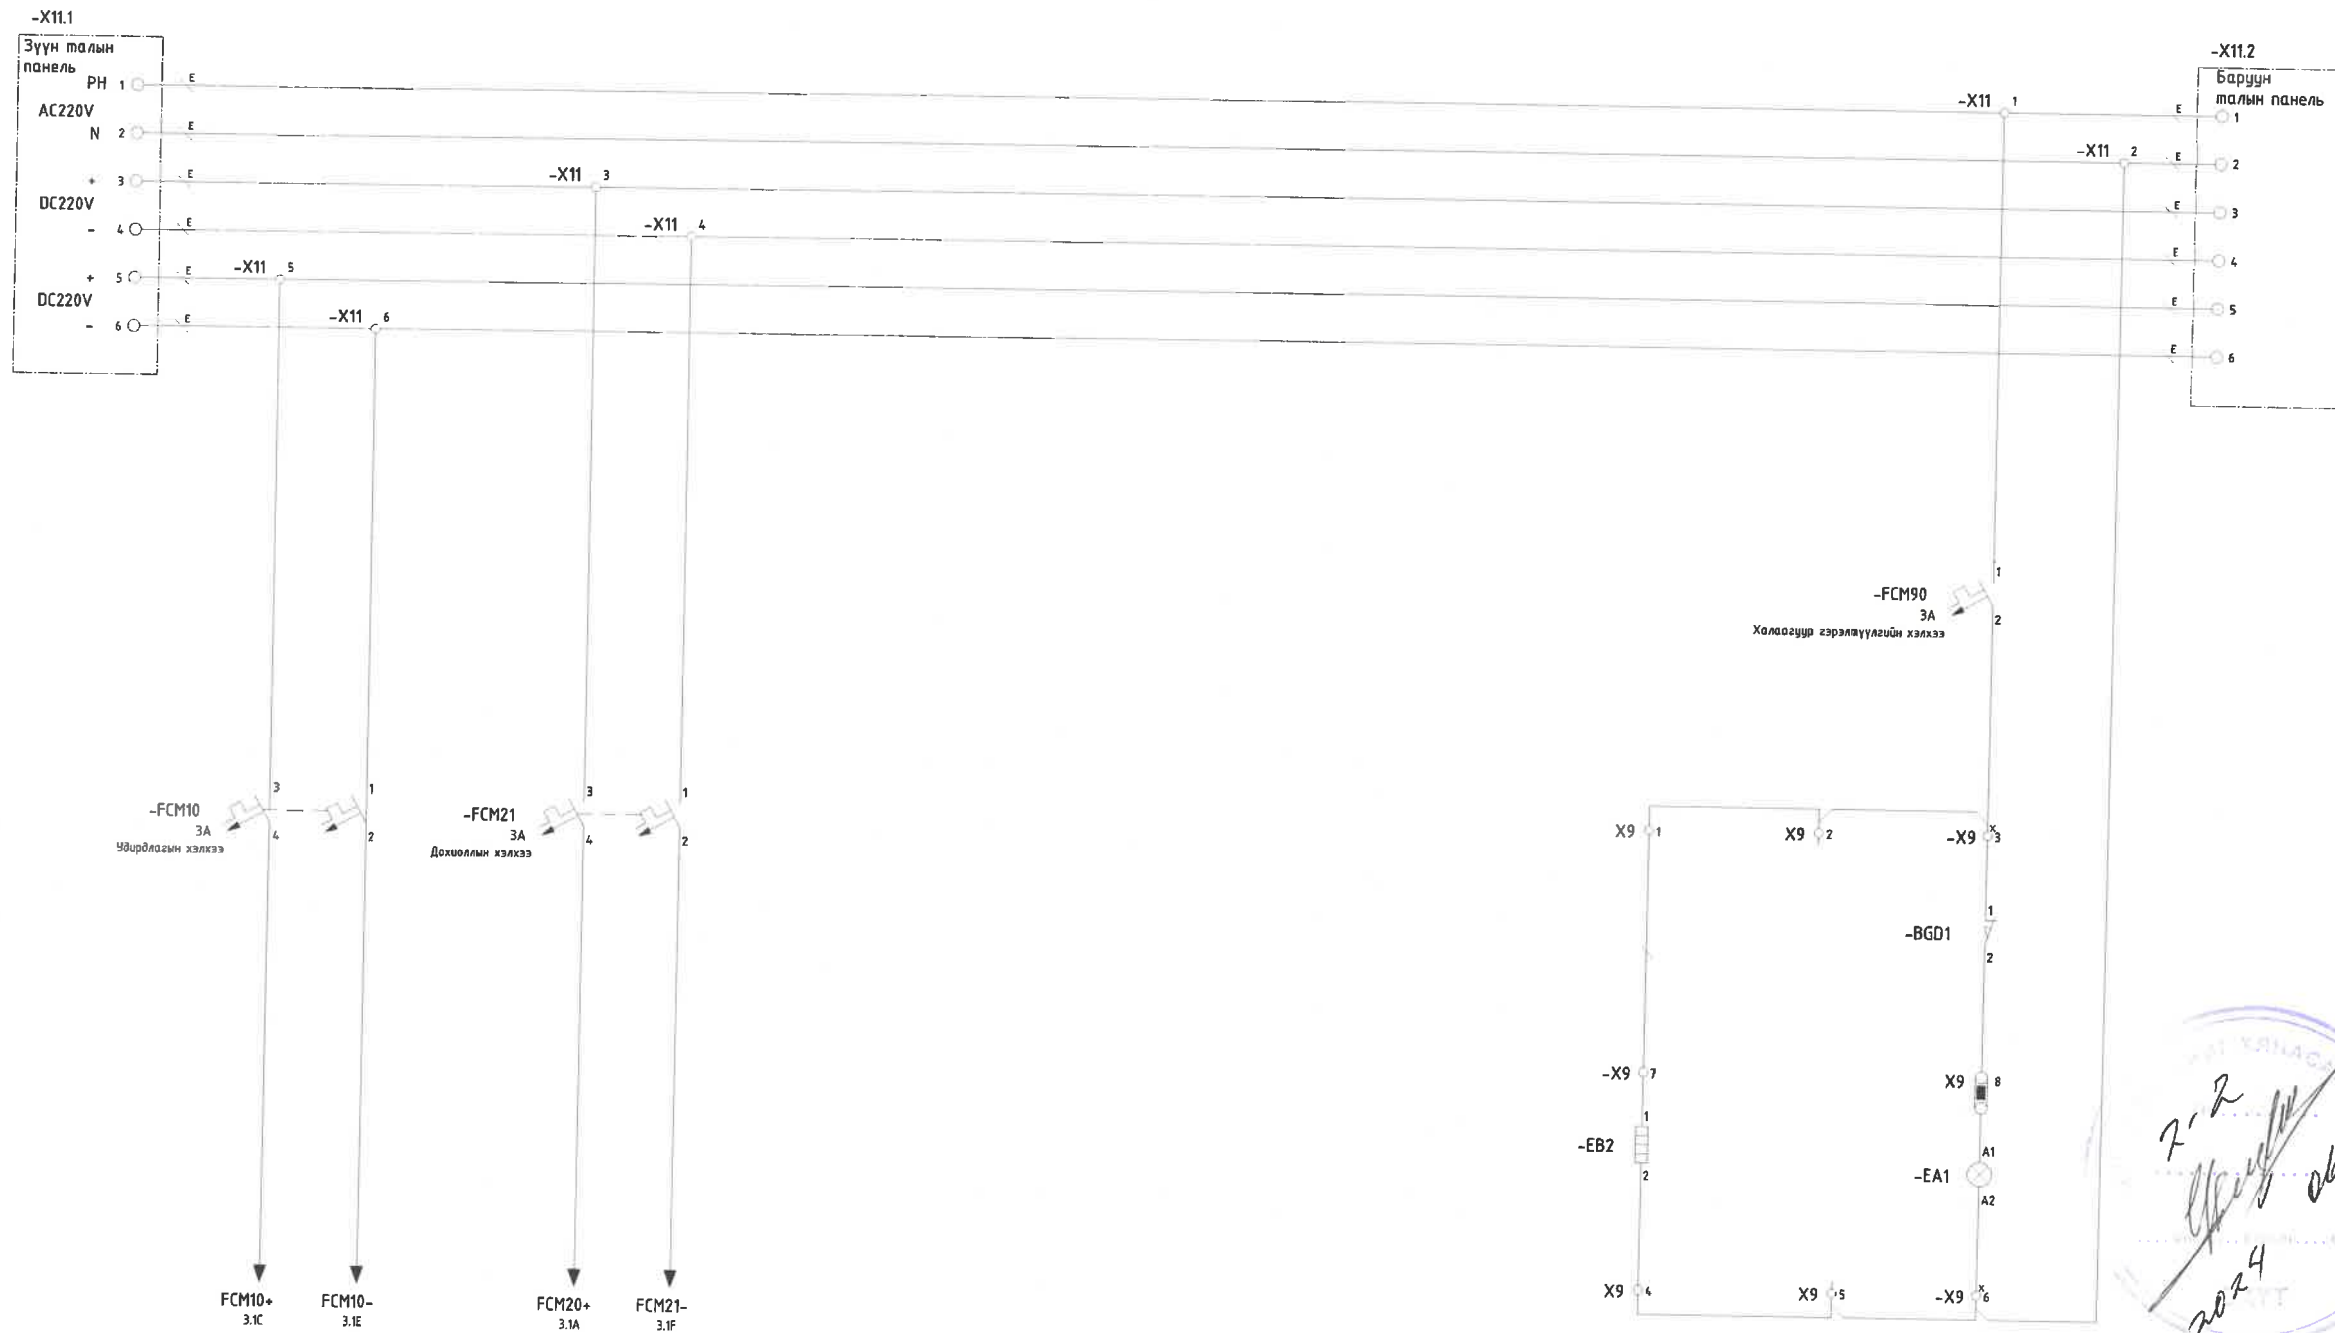 -X11.1
Зүүн талын
панель
PH 1 E
AC220V
N 2 E
+ 3 E
DC220V
- 4 E
+ 5 E
DC220V
- 6 E
-X11 5
-X11 6
-X11 3
-X11 4
-X11 1
-X11 2
-X11.2
Баруун
талын панель
E 1
E 2
E 3
E 4
E 5
E 6
-FCM90
3A
Халаагуур гэрэлтүүлгийн хэлхээ
1
2
-FCM10
3A
Удирдлагын хэлхээ
3
4
1
2
-FCM21
3A
Дохиоллын хэлхээ
3
4
1
2
X9 1
X9 2
-X9 x 3
-BGD1
1
2
-X9 7
X9 8
-EB2
1
2
-EA1
A1
A2
X9 4
X9 5
-X9 x 6
FCM10+
3.1C
FCM10-
3.1E
FCM20+
3.1A
FCM21-
3.1F
2024